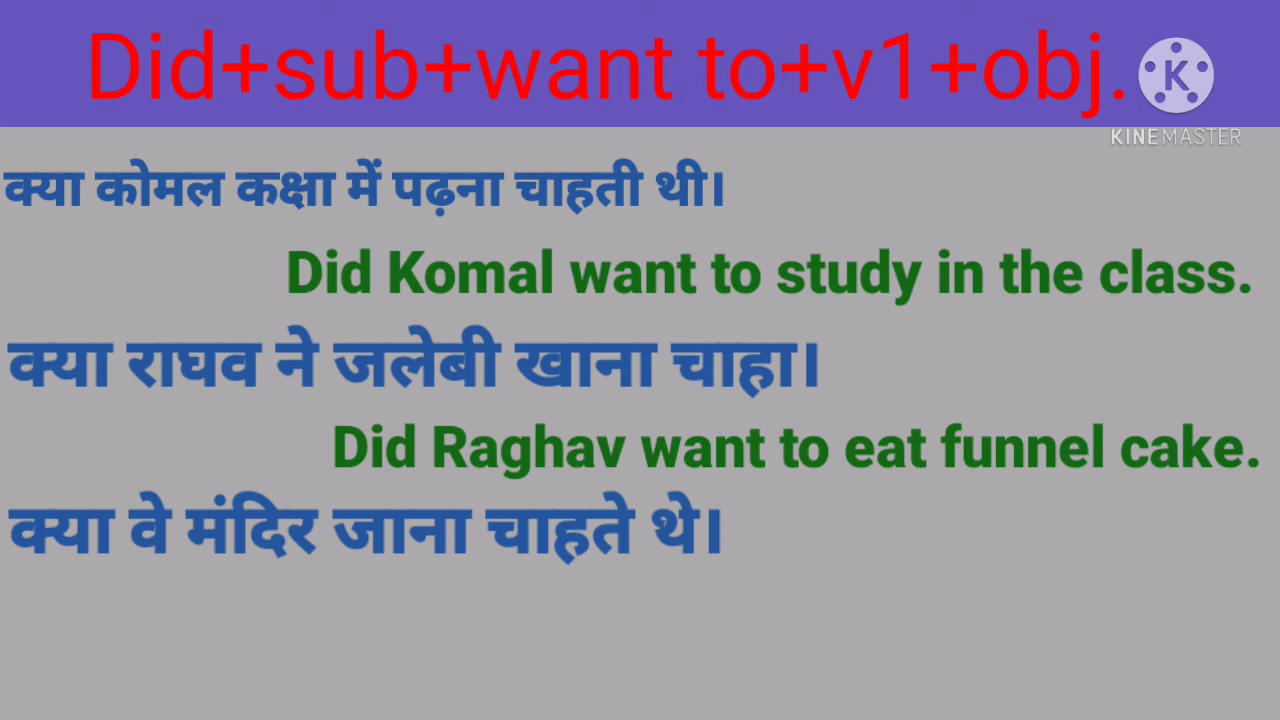 Did+sub+want to+v1+obj.
K
KINEMASTER
क्या कोमल कक्षा में पढ़ना चाहती थी।
Did Komal want to study in the class.
क्या राघव ने जलेबी खाना चाहा।
Did Raghav want to eat funnel cake.
क्या वे मंदिर जाना चाहते थे।